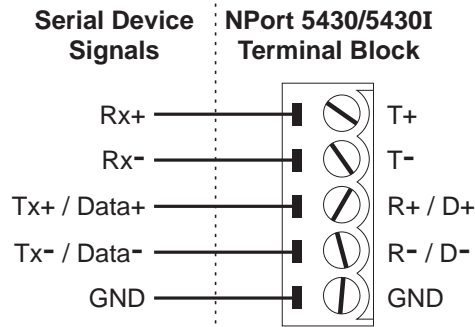 Serial Device Signals
NPort 5430/5430I Terminal Block
Rx+ T+
Rx- T-
Tx+ / Data+ R+ / D+
Tx- / Data- R- / D-
GND GND